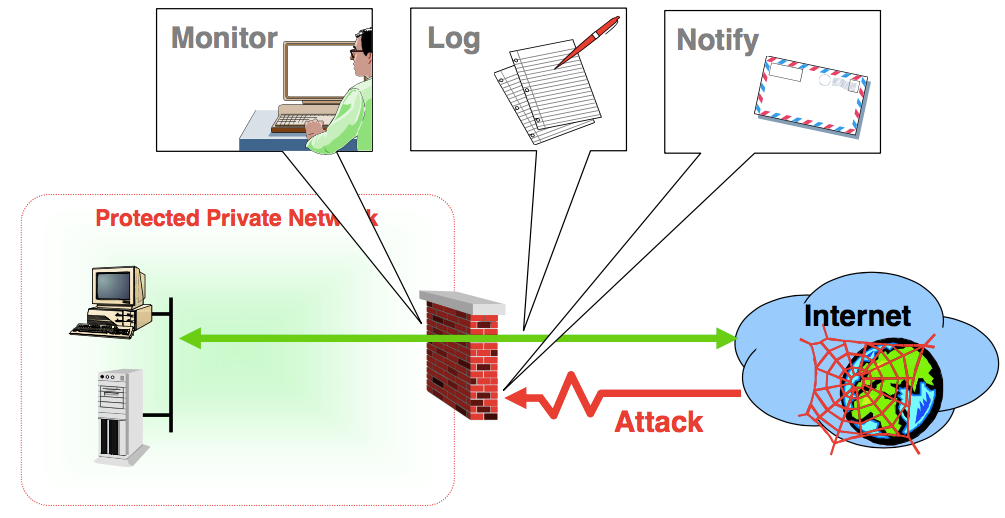 Monitor
Log
Notify
Protected Private Network
Internet
Attack